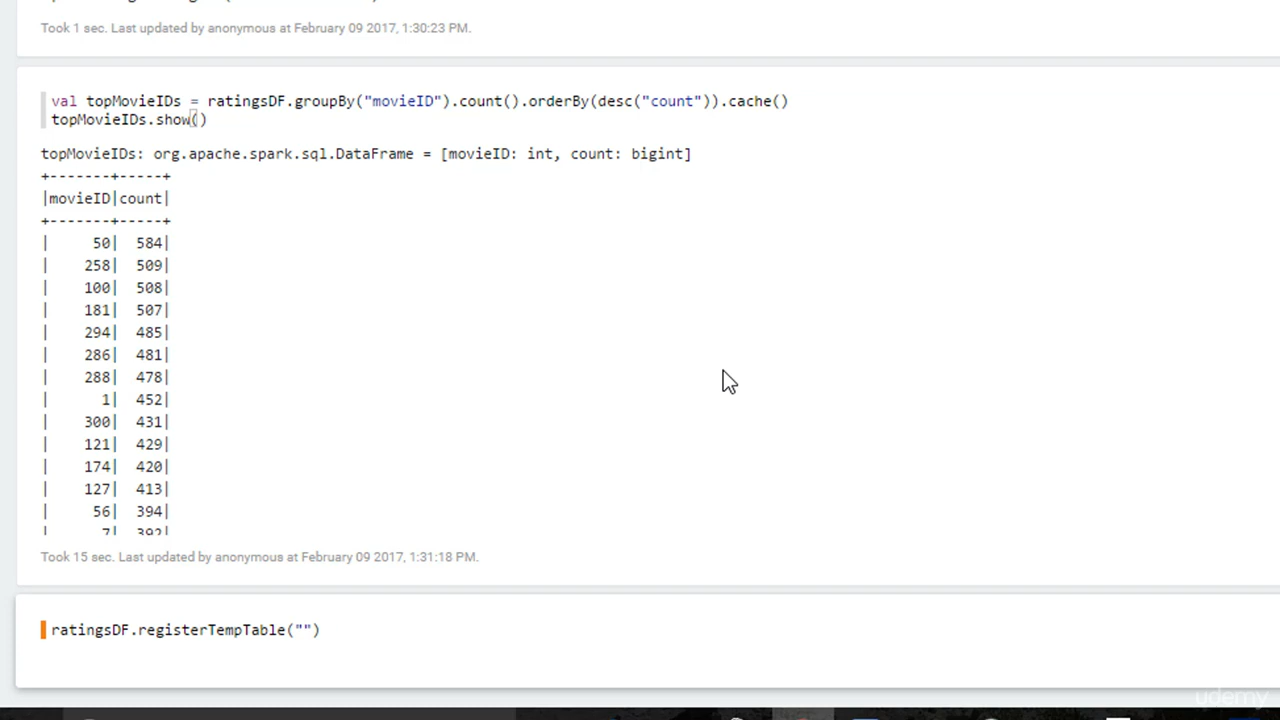 Took 1 sec. Last updated by anonymous at February 09 2017, 1:30:23 PM.
val topMovieIDs = ratingsDF.groupBy("movieID").count().orderBy(desc("count")).cache()
topMovieIDs.show()
topMovieIDs: org.apache.spark.sql.DataFrame = [movieID: int, count: bigint]
+-------+-----+
|movieID|count|
+-------+-----+
|     50|  584|
|    258|  509|
|    100|  508|
|    181|  507|
|    294|  485|
|    286|  481|
|    288|  478|
|      1|  452|
|    300|  431|
|    121|  429|
|    174|  420|
|    127|  413|
|     56|  394|
|      7|  392|
Took 15 sec. Last updated by anonymous at February 09 2017, 1:31:18 PM.
ratingsDF.registerTempTable("")
udemy